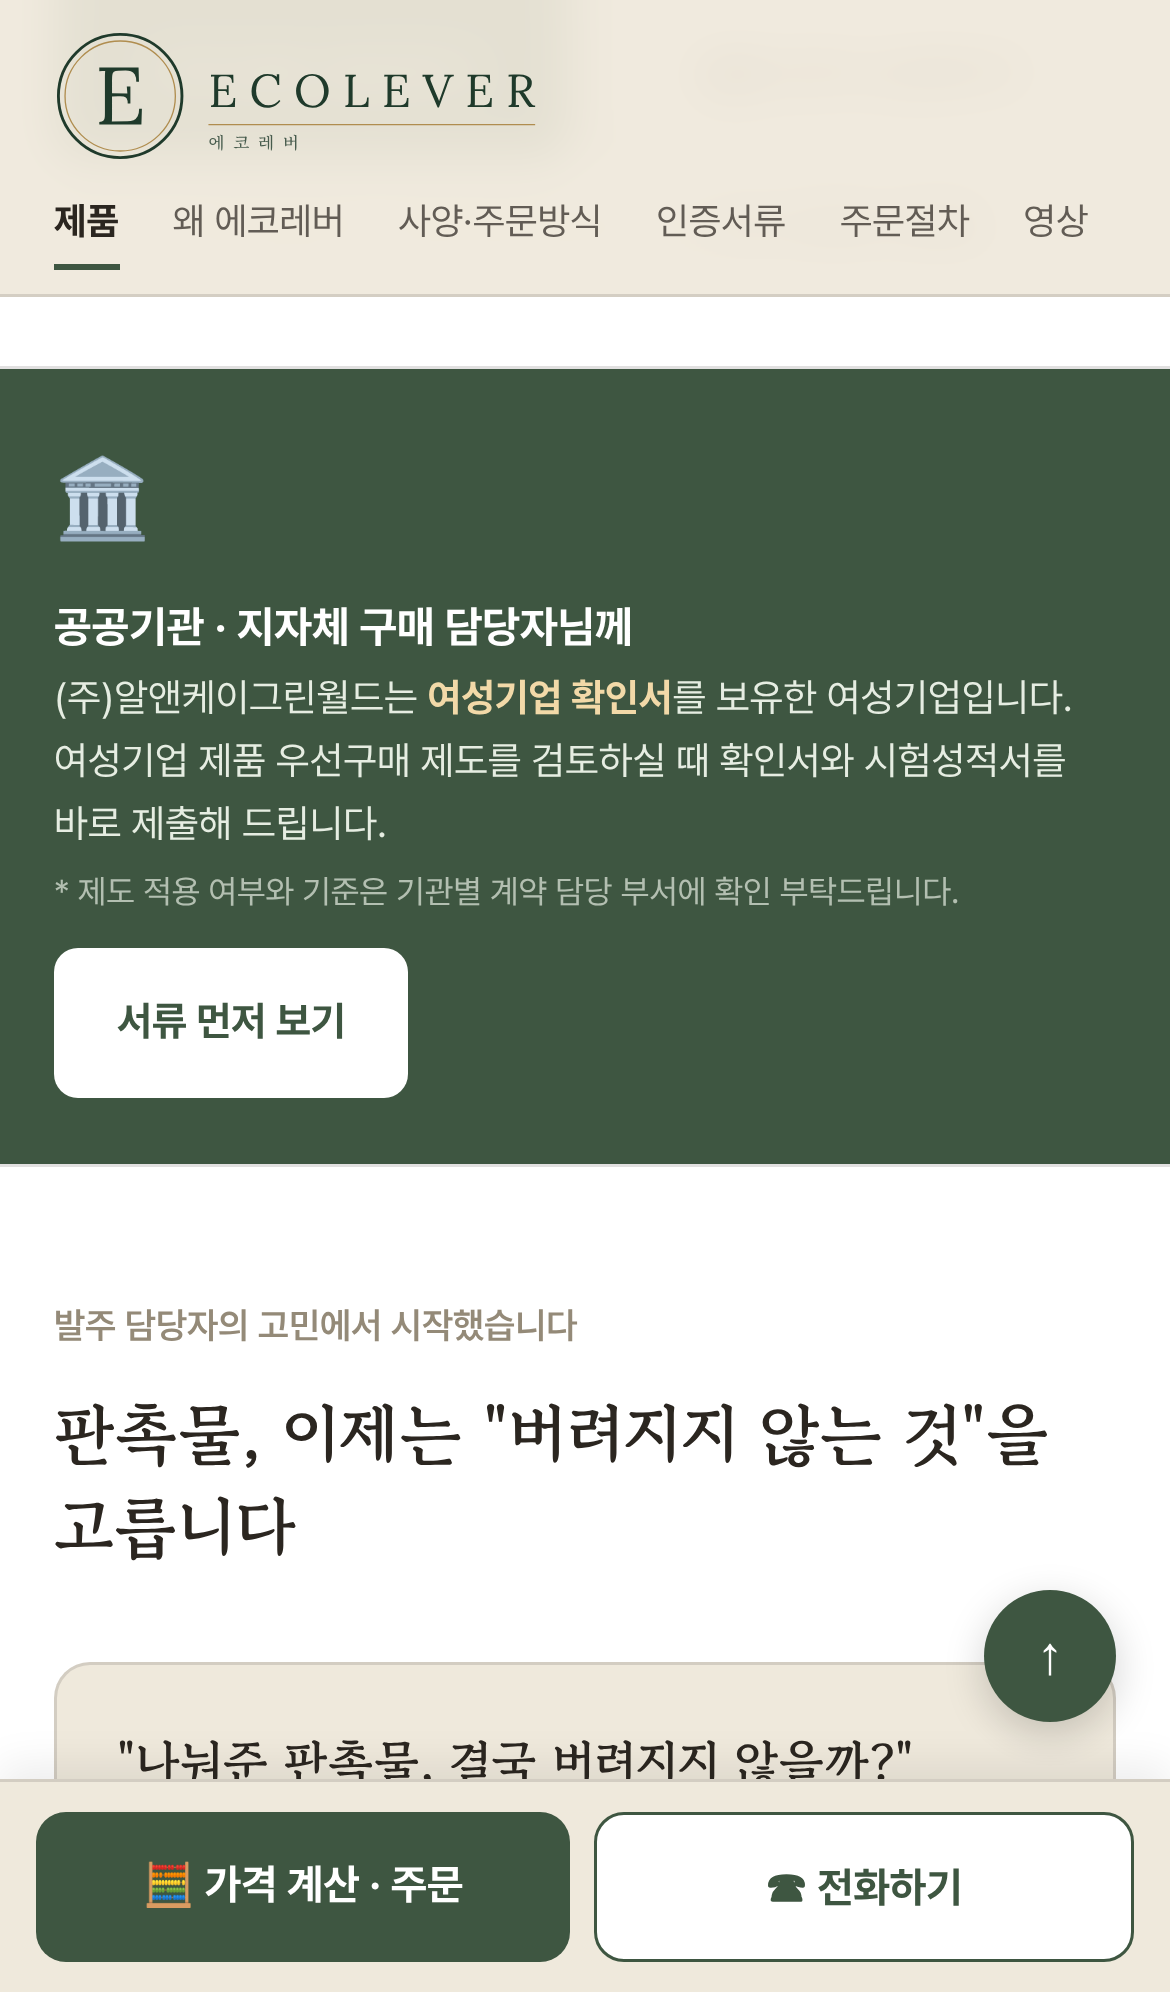 E
ECOLEVER
에코레버
제품 왜 에코레버 사양·주문방식 인증서류 주문절차 영상
공공기관 · 지자체 구매 담당자님께
(주)알앤케이그린월드는 여성기업 확인서를 보유한 여성기업입니다.
여성기업 제품 우선구매 제도를 검토하실 때 확인서와 시험성적서를
바로 제출해 드립니다.
* 제도 적용 여부와 기준은 기관별 계약 담당 부서에 확인 부탁드립니다.
서류 먼저 보기
발주 담당자의 고민에서 시작했습니다
판촉물, 이제는 "버려지지 않는 것"을
고릅니다
↑
"나눠준 판촉물, 결국 버려지지 않을까?"
🧮 가격 계산 · 주문
☎ 전화하기